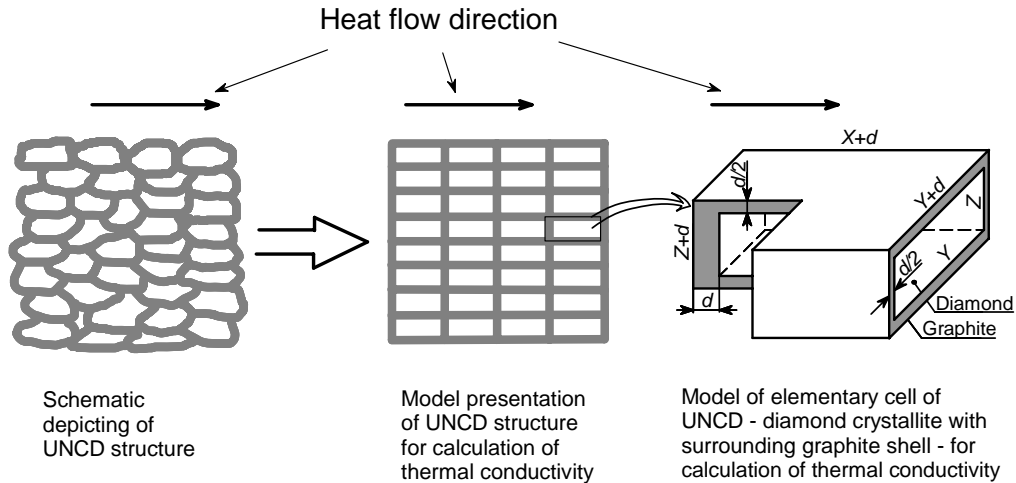 Heat flow direction
X+d
d/2
Y+d
Z
Z+d
Y
d/2
d
Diamond
Graphite
Schematic
depicting of
UNCD structure
Model presentation
of UNCD structure
for calculation of
thermal conductivity
Model of elementary cell of
UNCD - diamond crystallite with
surrounding graphite shell - for
calculation of thermal conductivity